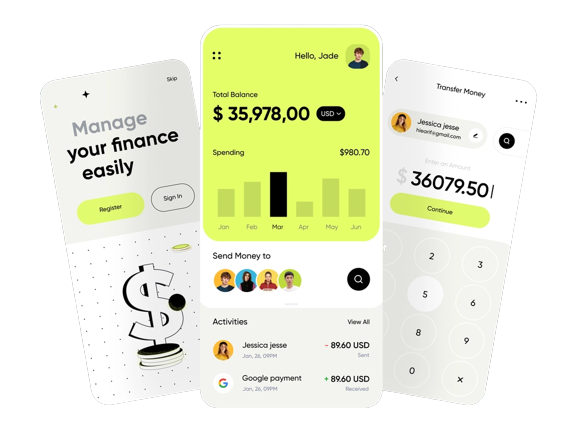 Skip
Manage
your finance
easily
Register
Sign In
Hello, Jade
Total Balance
$ 35,978,00
USD
Spending
$980.70
Jan
Feb
Mar
Apr
Moy
Jun
Send Money to
Activities
View All
Jessica jesse
- 89.60 USD
Jan, 26, 09PM
Sent
Google payment
+ 89.60 USD
Jan, 26, 09PM
Received
Transfer Money
Jessica jesse
hiearif@gmail.com
Enter an Amount
$ 36079.50
Continue
2
3
5
6
8
9
0
×